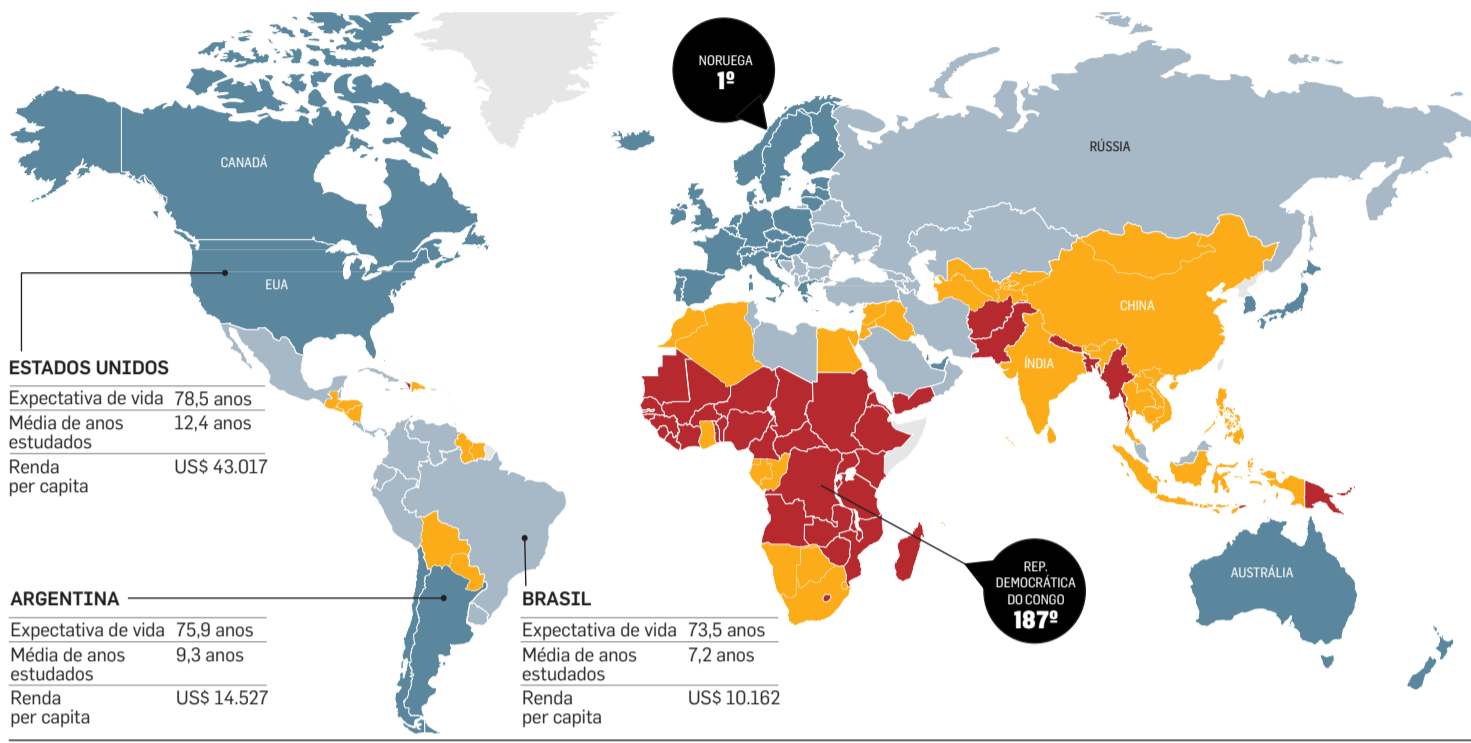 NORUEGA
1º
CANADÁ
RÚSSIA
EUA
CHINA
ÍNDIA
ESTADOS UNIDOS
Expectativa de vida 78,5 anos
Média de anos 12,4 anos
estudados
Renda US$ 43.017
per capita
REP.
DEMOCRÁTICA
DO CONGO
187º
AUSTRÁLIA
ARGENTINA
Expectativa de vida 75,9 anos
Média de anos 9,3 anos
estudados
Renda US$ 14.527
per capita
BRASIL
Expectativa de vida 73,5 anos
Média de anos 7,2 anos
estudados
Renda US$ 10.162
per capita